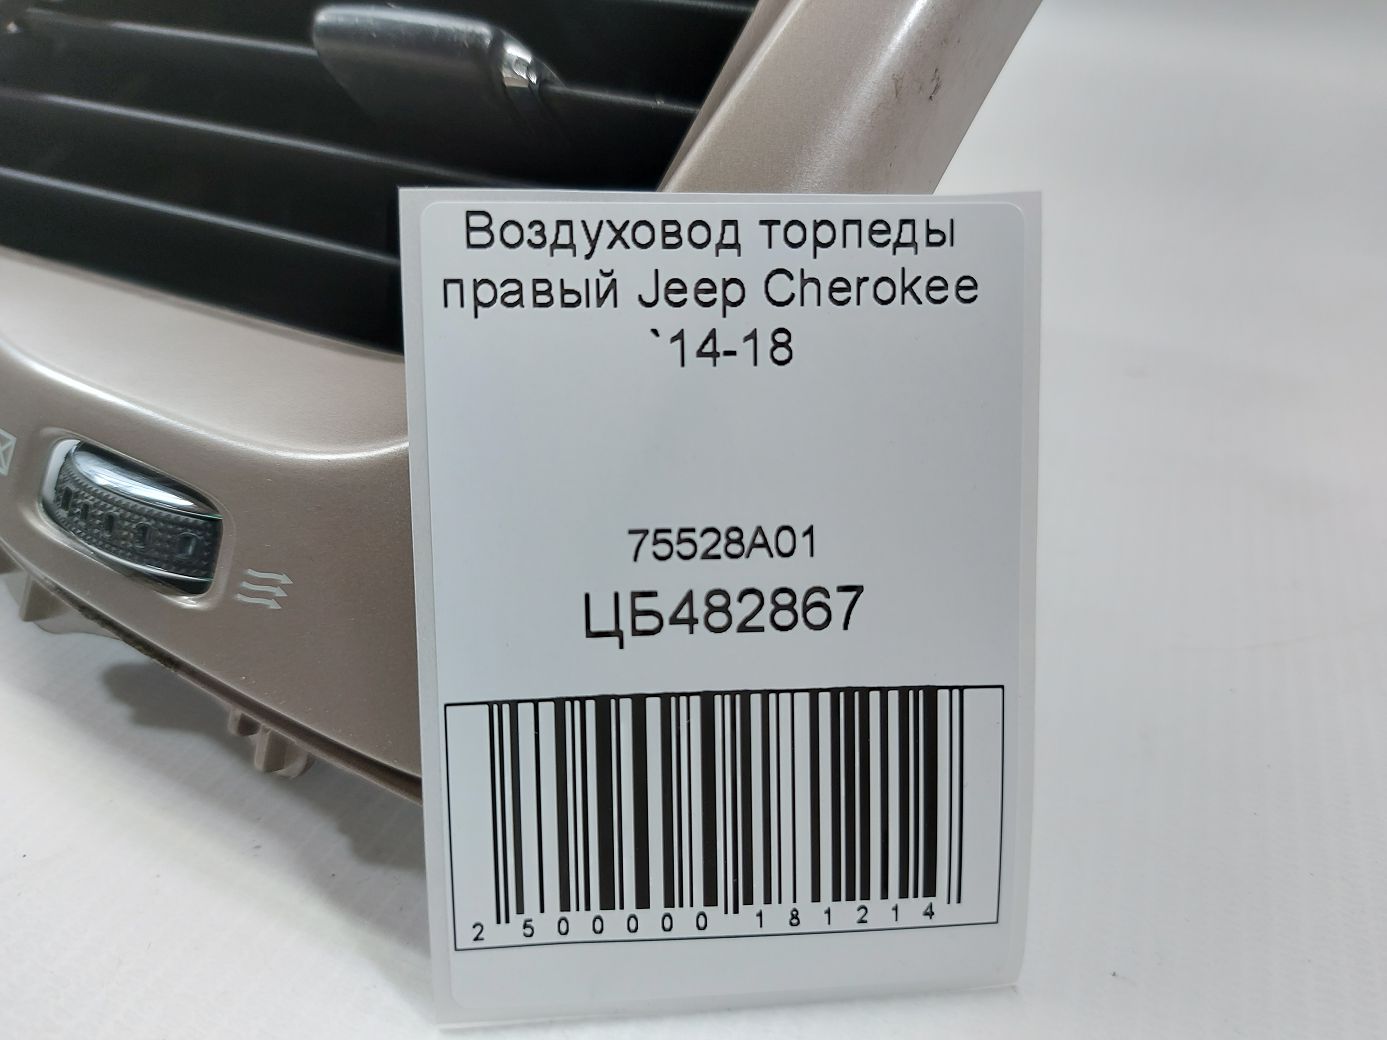 Воздуховод торпеды
правый Jeep Cherokee
`14-18
75528A01
ЦБ482867
2 500000 181214